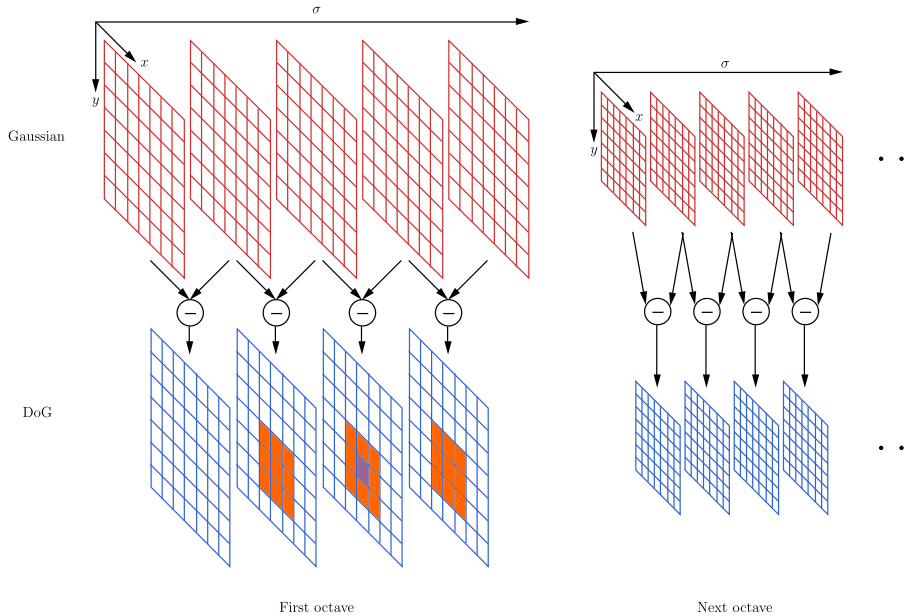 σ
x
y
Gaussian
σ
x
y
. .
−
−
−
−
−
−
−
−
DoG
. .
First octave
Next octave